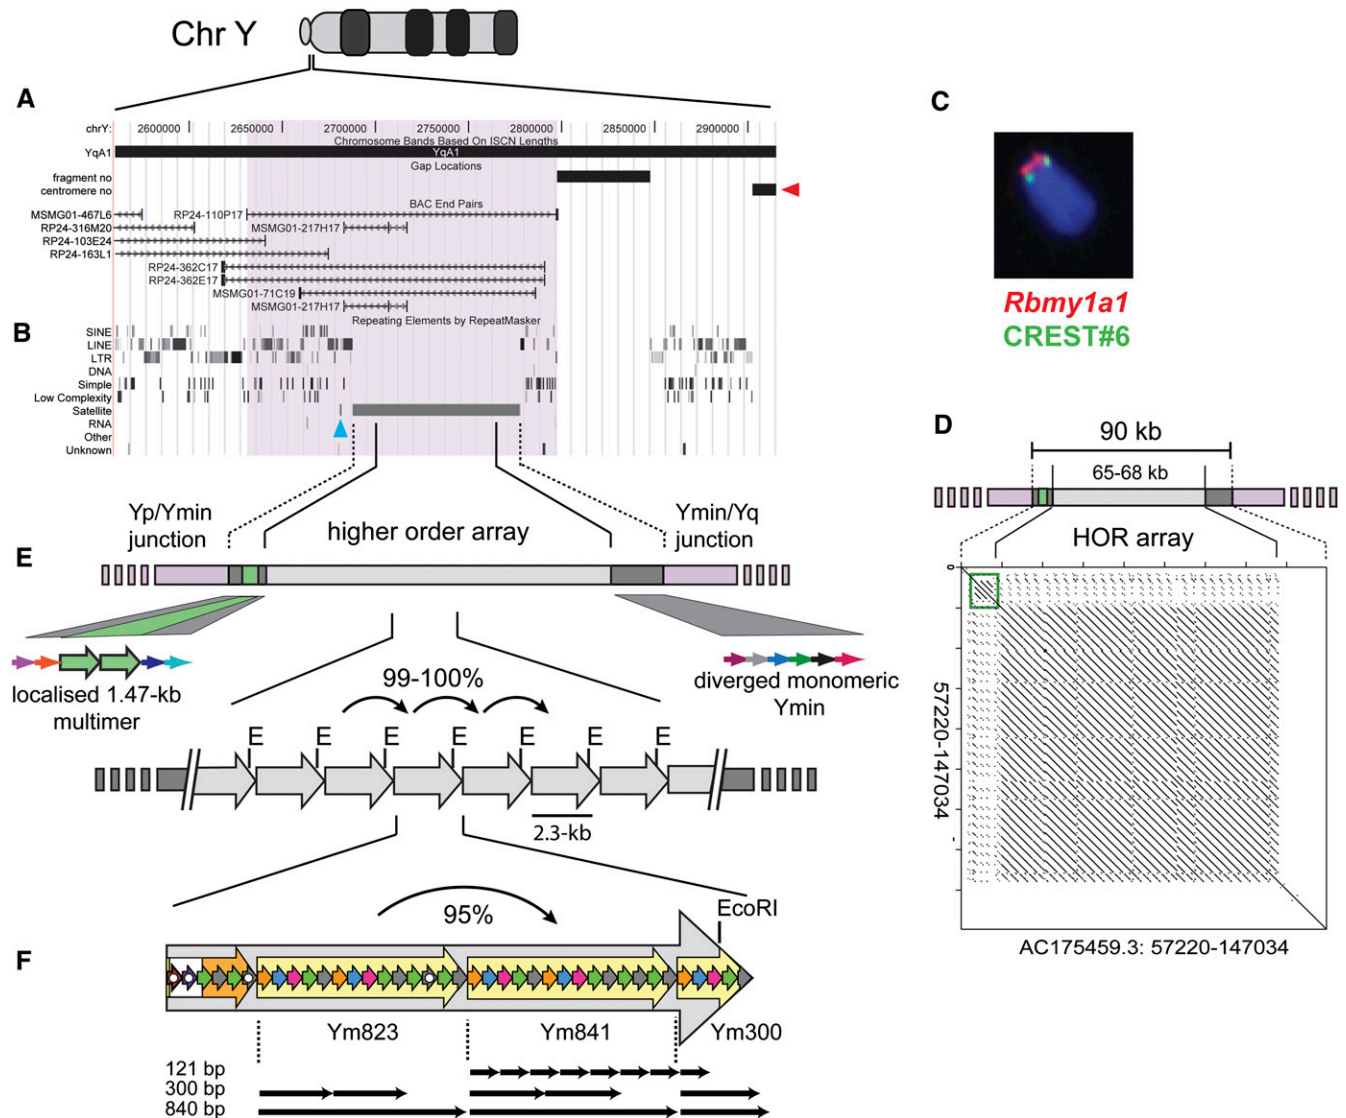 Chr Y
A
chrY: 2600000 2650000 2700000 2750000 2800000 2850000 2900000
Chromosome Bands Based On ISCN Lengths
YqA1 YqA1
Gap Locations
fragment no
centromere no
BAC End Pairs
MSMG01-467L6 RP24-110P17
RP24-316M20 MSMG01-217H17
RP24-103E24
RP24-163L1
RP24-362C17
RP24-362E17
MSMG01-71C19
MSMG01-217H17
Repeating Elements by RepeatMasker
B
SINE
LINE
LTR
DNA
Simple
Low Complexity
Satellite
RNA
Other
Unknown
C
Rbmy1a1
CREST#6
D
90 kb
65-68 kb
HOR array
0
57220-147034
AC175459.3: 57220-147034
Yp/Ymin
junction
higher order array
Ymin/Yq
junction
E
localised 1.47-kb
multimer
diverged monomeric
Ymin
99-100%
E E E E E E E
2.3-kb
95%
EcoRI
F
Ym823 Ym841 Ym300
121 bp
300 bp
840 bp